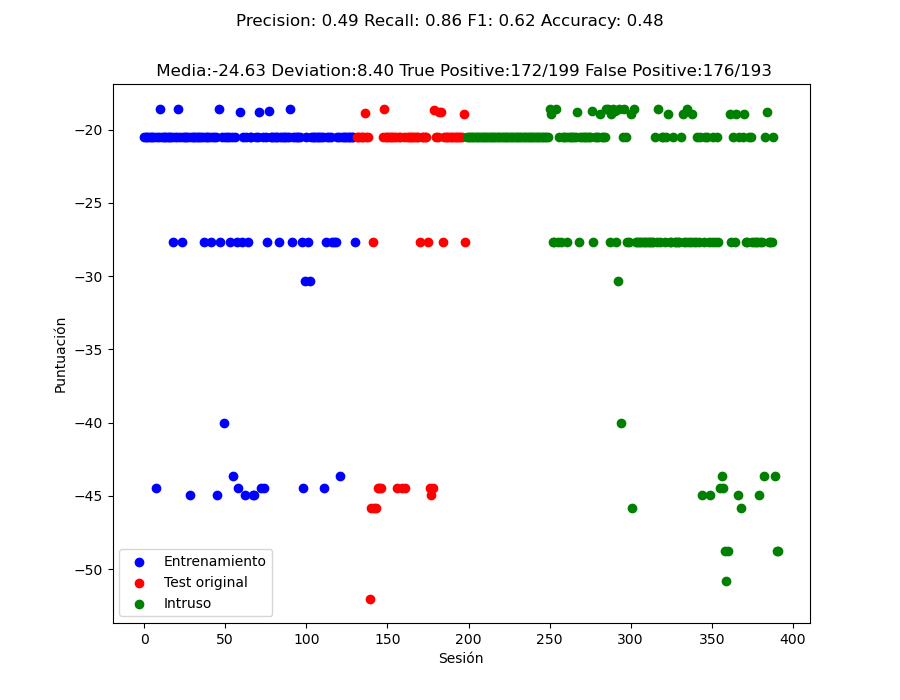 Precision: 0.49 Recall: 0.86 F1: 0.62 Accuracy: 0.48
Media:-24.63 Deviation:8.40 True Positive:172/199 False Positive:176/193
−20
−25
−30
−35
−40
−45
−50
Puntuación
Entrenamiento
Test original
Intruso
0 50 100 150 200 250 300 350 400
Sesión